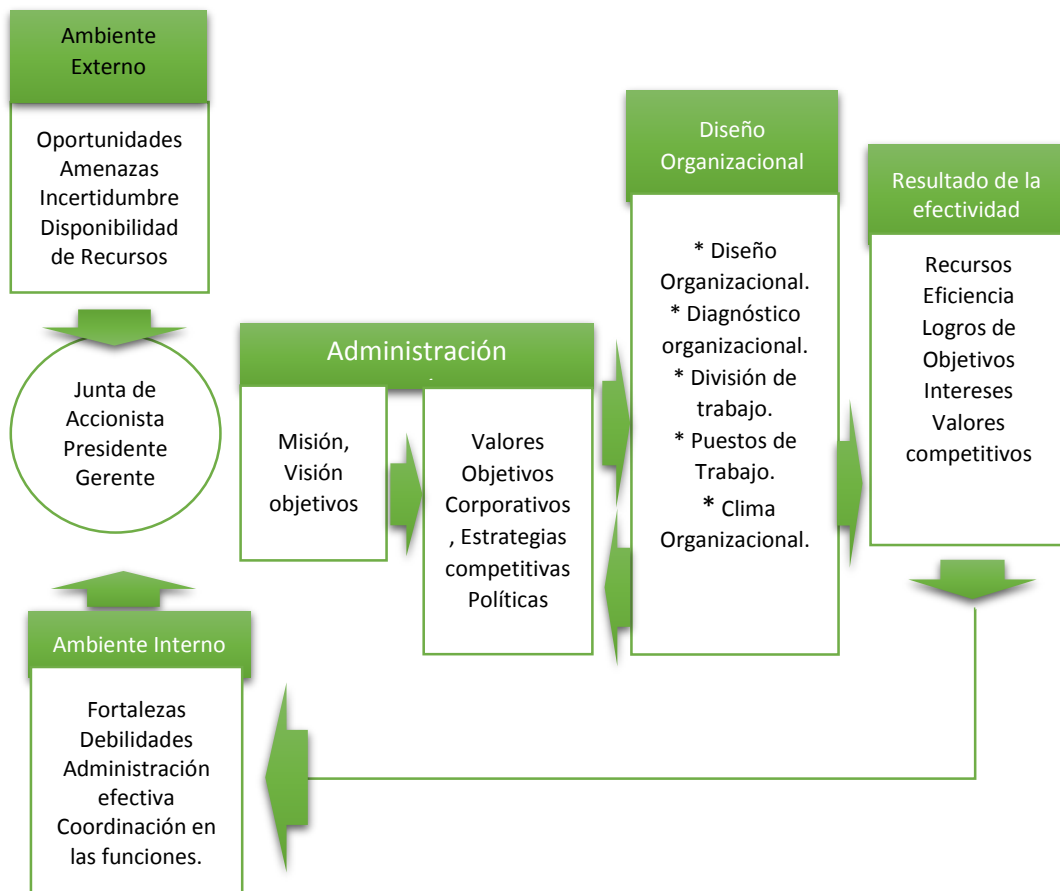 Ambiente
Externo
Oportunidades
Amenazas
Incertidumbre
Disponibilidad
de Recursos
Junta de
Accionista
Presidente
Gerente
Ambiente Interno
Fortalezas
Debilidades
Administración
efectiva
Coordinación en
las funciones.
Administración
.
Misión,
Visión
objetivos
Valores
Objetivos
Corporativos
, Estrategias
competitivas
Políticas
Diseño
Organizacional
* Diseño
Organizacional.
* Diagnóstico
organizacional.
* División de
trabajo.
* Puestos de
Trabajo.
* Clima
Organizacional.
Resultado de la
efectividad
Recursos
Eficiencia
Logros de
Objetivos
Intereses
Valores
competitivos